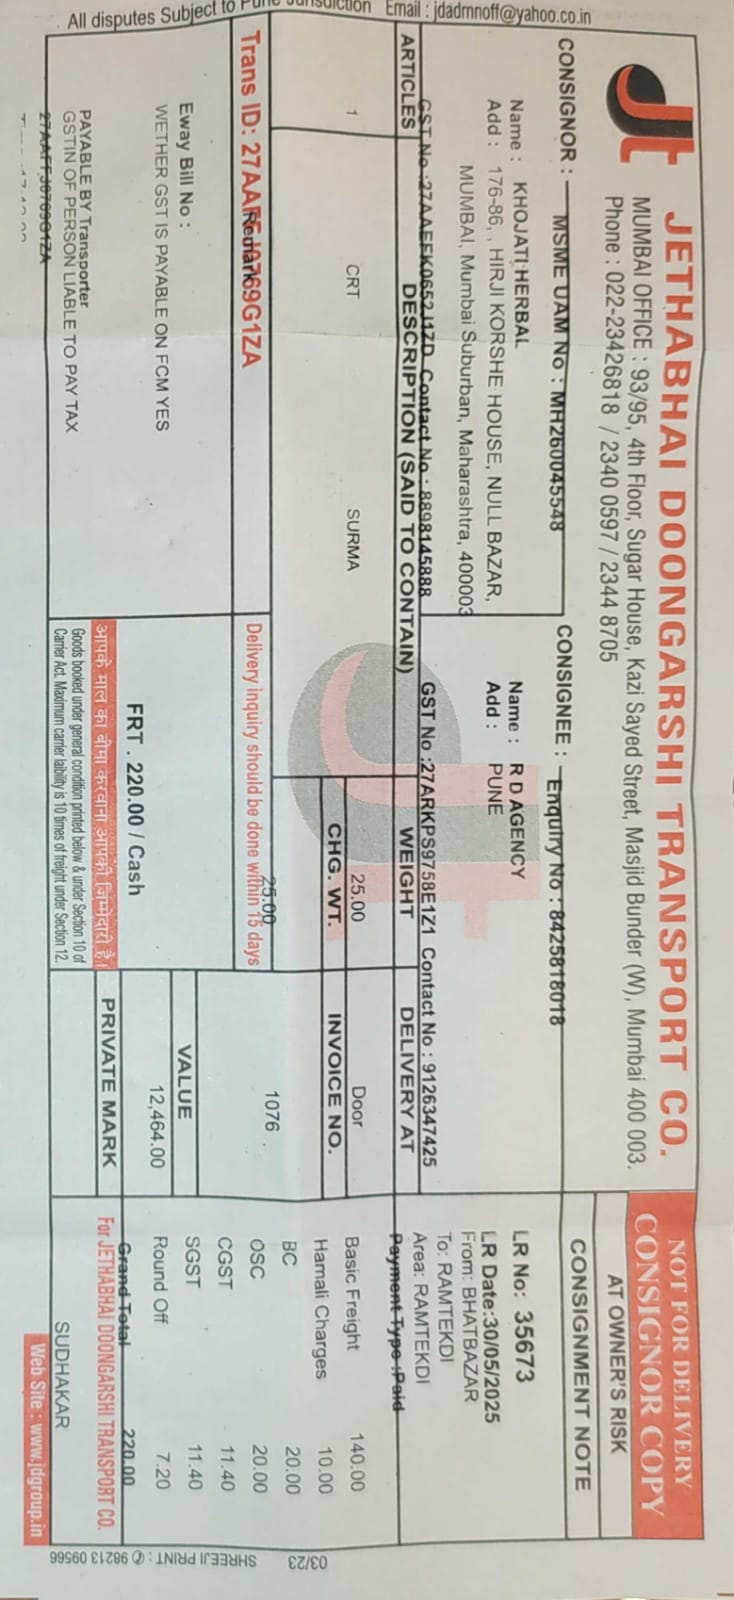 JETHABHAI DOONGARSHI TRANSPORT CO.
MUMBAI OFFICE : 93/95, 4th Floor, Sugar House, Kazi Sayed Street, Masjid Bunder (W), Mumbai 400 003.
Phone : 022-23426818 / 2340 0597 / 2344 8705
NOT FOR DELIVERY
CONSIGNOR COPY
AT OWNER'S RISK
CONSIGNMENT NOTE
CONSIGNOR : MSME UAM No : MH260045548
Name : KHOJATI HERBAL
Add : 176-86, , HIRJI KORSHE HOUSE, NULL BAZAR,
MUMBAI, Mumbai Suburban, Maharashtra, 400003
GST No :27AAEFK0652J1ZD Contact No : 8898145888
CONSIGNEE : Enquiry No : 8425818018
Name : R D AGENCY
Add : PUNE
GST No :27ARKPS9758E1Z1 Contact No : 9126347425
LR No: 35673
LR Date:30/05/2025
From: BHATBAZAR
To: RAMTEKDI
Area: RAMTEKDI
Payment Type :Paid
ARTICLES DESCRIPTION (SAID TO CONTAIN) WEIGHT DELIVERY AT
1 CRT SURMA 25.00 Door
CHG. WT. INVOICE NO.
25.00 1076
VALUE
12,464.00
PRIVATE MARK
Basic Freight 140.00
Hamali Charges 10.00
BC 20.00
OSC 20.00
CGST 11.40
SGST 11.40
Round Off 7.20
Grand Total 220.00
Remark
Trans ID: 27AAFFJ0769G1ZA
Delivery inquiry should be done within 15 days
Eway Bill No :
WETHER GST IS PAYABLE ON FCM YES
FRT . 220.00 / Cash
PAYABLE BY Transporter
GSTIN OF PERSON LIABLE TO PAY TAX
27AAFFJ0769G1ZA
आपके माल का बीमा करवाना आपकी जिम्मेदारी है।
Goods booked under general condition printed below & under Section 10 of
Carrier Act. Maximum carrier laibility is 10 times of freight under Section 12.
For JETHABHAI DOONGARSHI TRANSPORT CO.
SUDHAKAR
All disputes Subject to Pune Jurisdiction Email : jdadmnoff@yahoo.co.in
Web Site : www.jdgroup.in
03/23 SHREEJI PRINT : ✆ 98213 09566